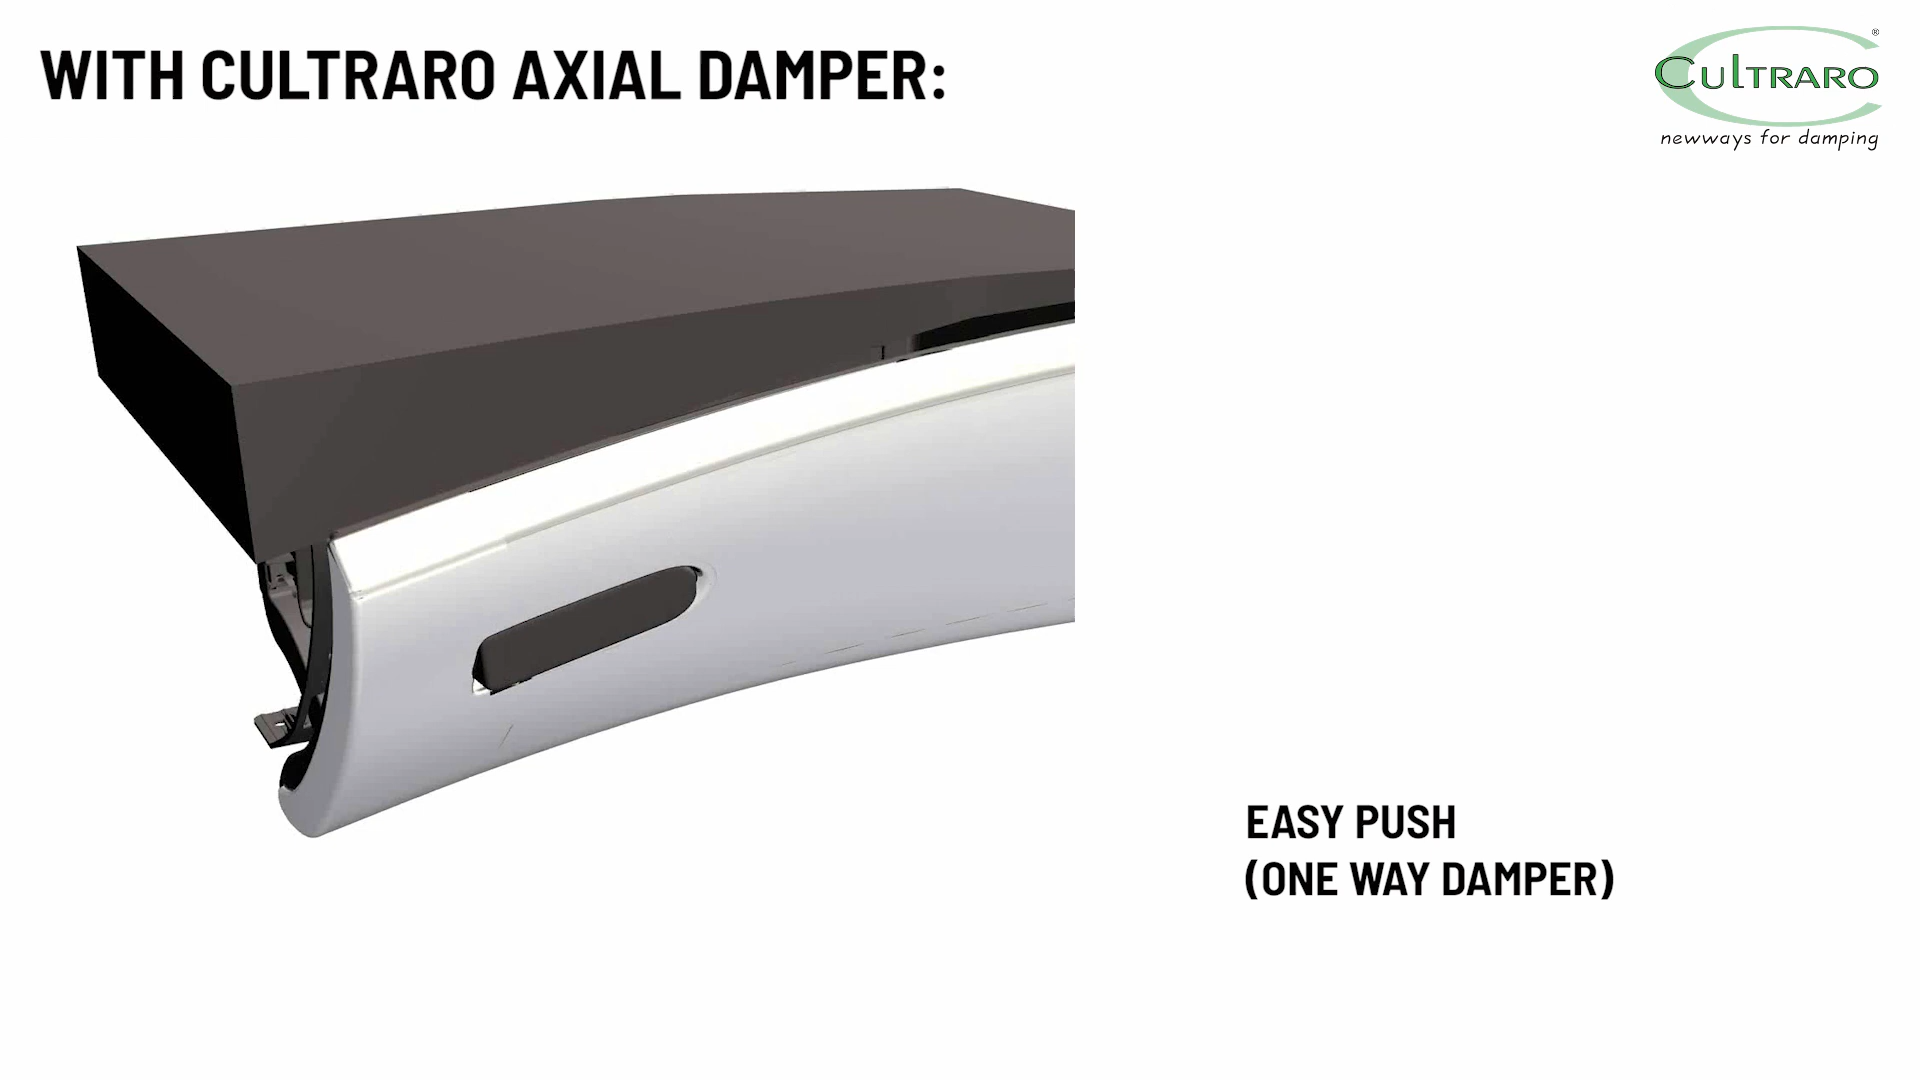 WITH CULTRARO AXIAL DAMPER:
CULTRARO ®
newways for damping
EASY PUSH
(ONE WAY DAMPER)